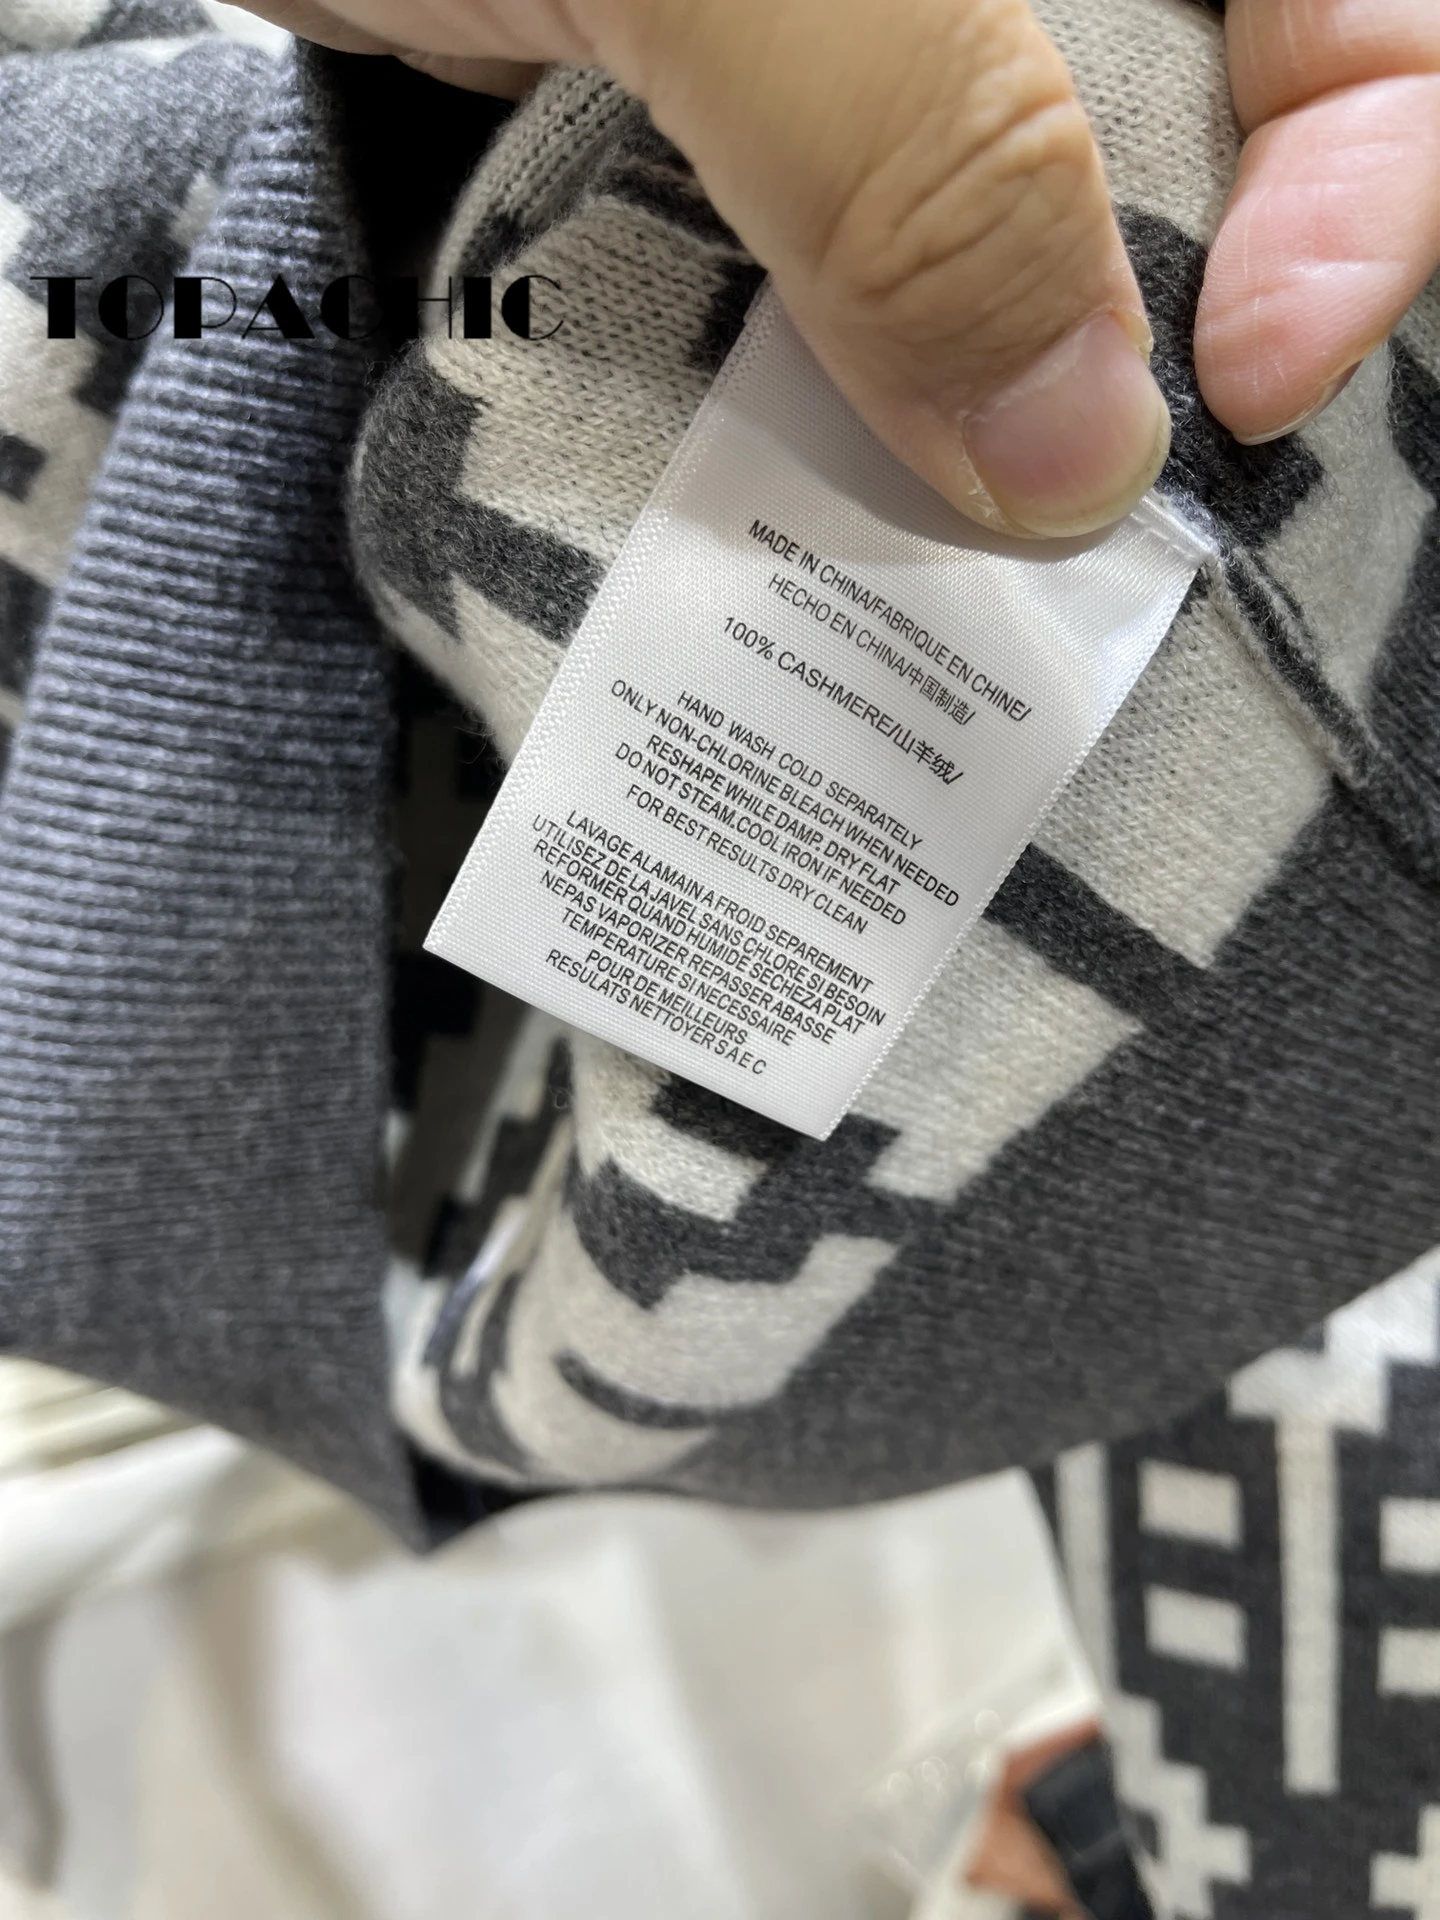 TOPACHIC
MADE IN CHINA/FABRIQUE EN CHINE/
HECHO EN CHINA/中国制造/
100% CASHMERE/山羊绒/
HAND WASH COLD SEPARATELY
ONLY NON-CHLORINE BLEACH WHEN NEEDED
RESHAPE WHILE DAMP. DRY FLAT
DO NOT STEAM.COOL IRON IF NEEDED
FOR BEST RESULTS DRY CLEAN
LAVAGE ALAMAIN A FROID SEPAREMENT
UTILISEZ DE LA JAVEL SANS CHLORE SI BESOIN
REFORMER QUAND HUMIDE SECHEZA PLAT
NEPAS VAPORIZER REPASSER ABASSE
TEMPERATURE SI NECESSAIRE
POUR DE MEILLEURS
RESULATS NETTOYER S A E C